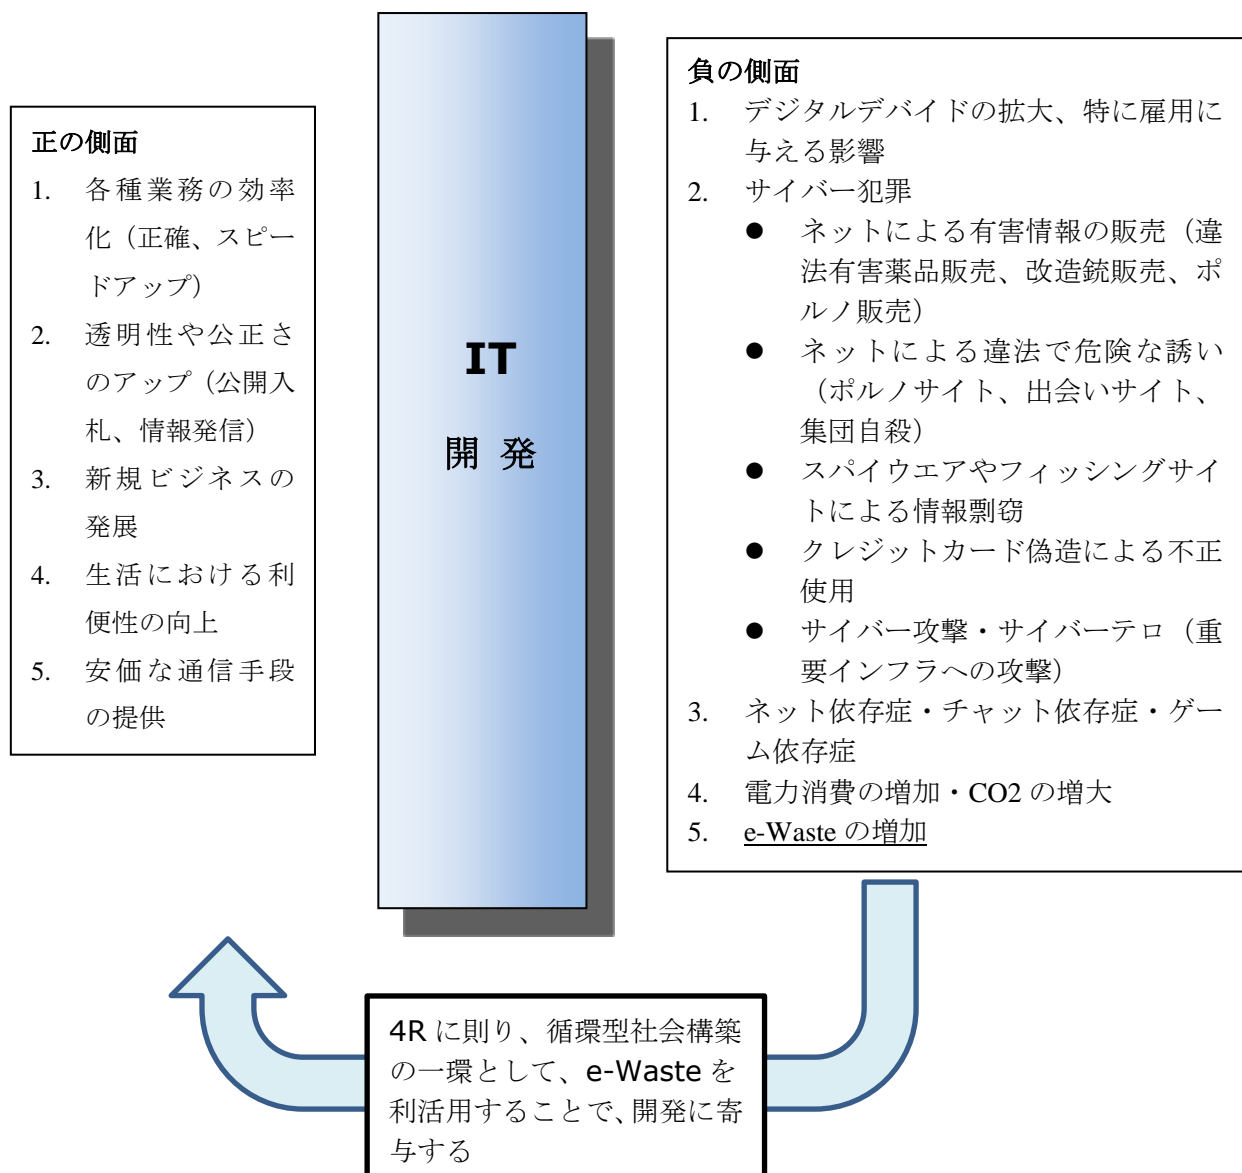 正の側面
1. 各種業務の効率
化（正確、スピー
ドアップ）
2. 透明性や公正さ
のアップ（公開入
札、情報発信）
3. 新規ビジネスの
発展
4. 生活における利
便性の向上
5. 安価な通信手段
の提供
IT
開 発
負の側面
1. デジタルデバイドの拡大、特に雇用に
与える影響
2. サイバー犯罪
● ネットによる有害情報の販売（違
法有害薬品販売、改造銃販売、ポ
ルノ販売）
● ネットによる違法で危険な誘い
（ポルノサイト、出会いサイト、
集団自殺）
● スパイウエアやフィッシングサイ
トによる情報剽窃
● クレジットカード偽造による不正
使用
● サイバー攻撃・サイバーテロ（重
要インフラへの攻撃）
3. ネット依存症・チャット依存症・ゲー
ム依存症
4. 電力消費の増加・CO2 の増大
5. e-Waste の増加
4R に則り、循環型社会構築
の一環として、e-Waste を
利活用することで、開発に寄
与する